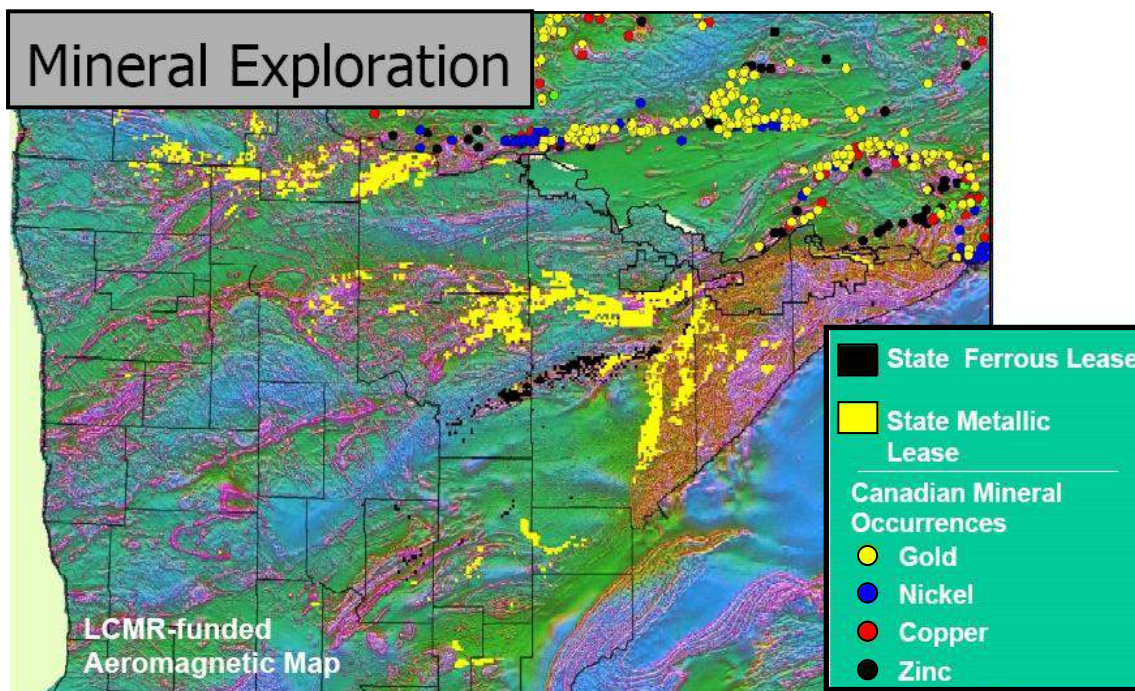 Mineral Exploration
LCMR-funded
Aeromagnetic Map
State Ferrous Lease
State Metallic
Lease
Canadian Mineral
Occurrences
Gold
Nickel
Copper
Zinc